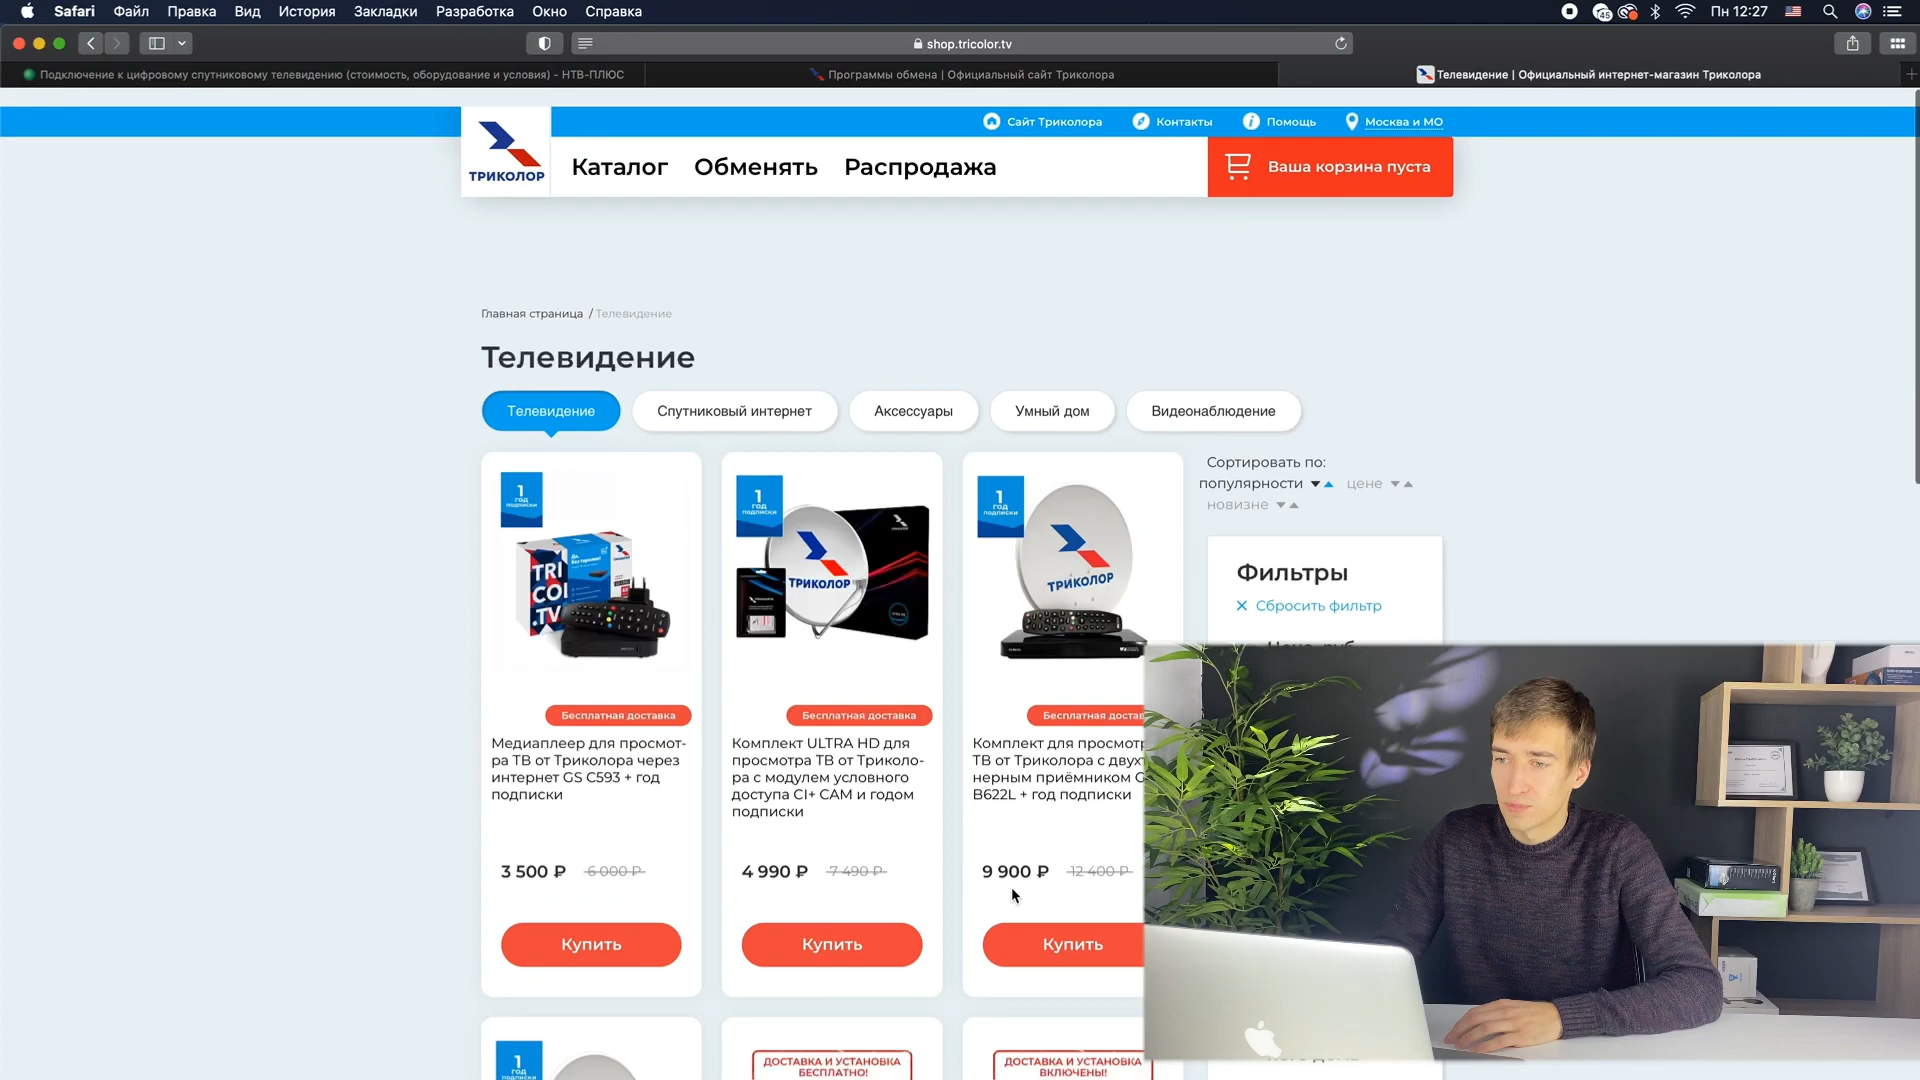 Safari Файл Правка Вид История Закладки Разработка Окно Справка
45
Пн 12:27
shop.tricolor.tv
Подключение к цифровому спутниковому телевидению (стоимость, оборудование и условия) - НТВ-ПЛЮС
Программы обмена | Официальный сайт Триколора
Телевидение | Официальный интернет-магазин Триколора
Сайт Триколора Контакты Помощь Москва и МО
ТРИКОЛОР
Каталог Обменять Распродажа
Ваша корзина пуста
Главная страница / Телевидение
Телевидение
Телевидение Спутниковый интернет Аксессуары Умный дом Видеонаблюдение
Сортировать по:
популярности цене
новизне
Фильтры
Сбросить фильтр
1
год
подписки
TRI
CO
.TV
Бесплатная доставка
Медиаплеер для просмот-
ра ТВ от Триколора через
интернет GS C593 + год
подписки
3 500 ₽ 6 000 ₽
Купить
1
год
подписки
ТРИКОЛОР
Бесплатная доставка
Комплект ULTRA HD для
просмотра ТВ от Триколо-
ра с модулем условного
доступа CI+ CAM и годом
подписки
4 990 ₽ 7 490 ₽
Купить
1
год
подписки
ТРИКОЛОР
Бесплатная достав
Комплект для просмотр
ТВ от Триколора с двухт
нерным приёмником G
B622L + год подписки
9 900 ₽ 12 400 ₽
Купить
1
год
подписки
ДОСТАВКА И УСТАНОВКА
БЕСПЛАТНО!
ДОСТАВКА И УСТАНОВКА
ВКЛЮЧЕНЫ!